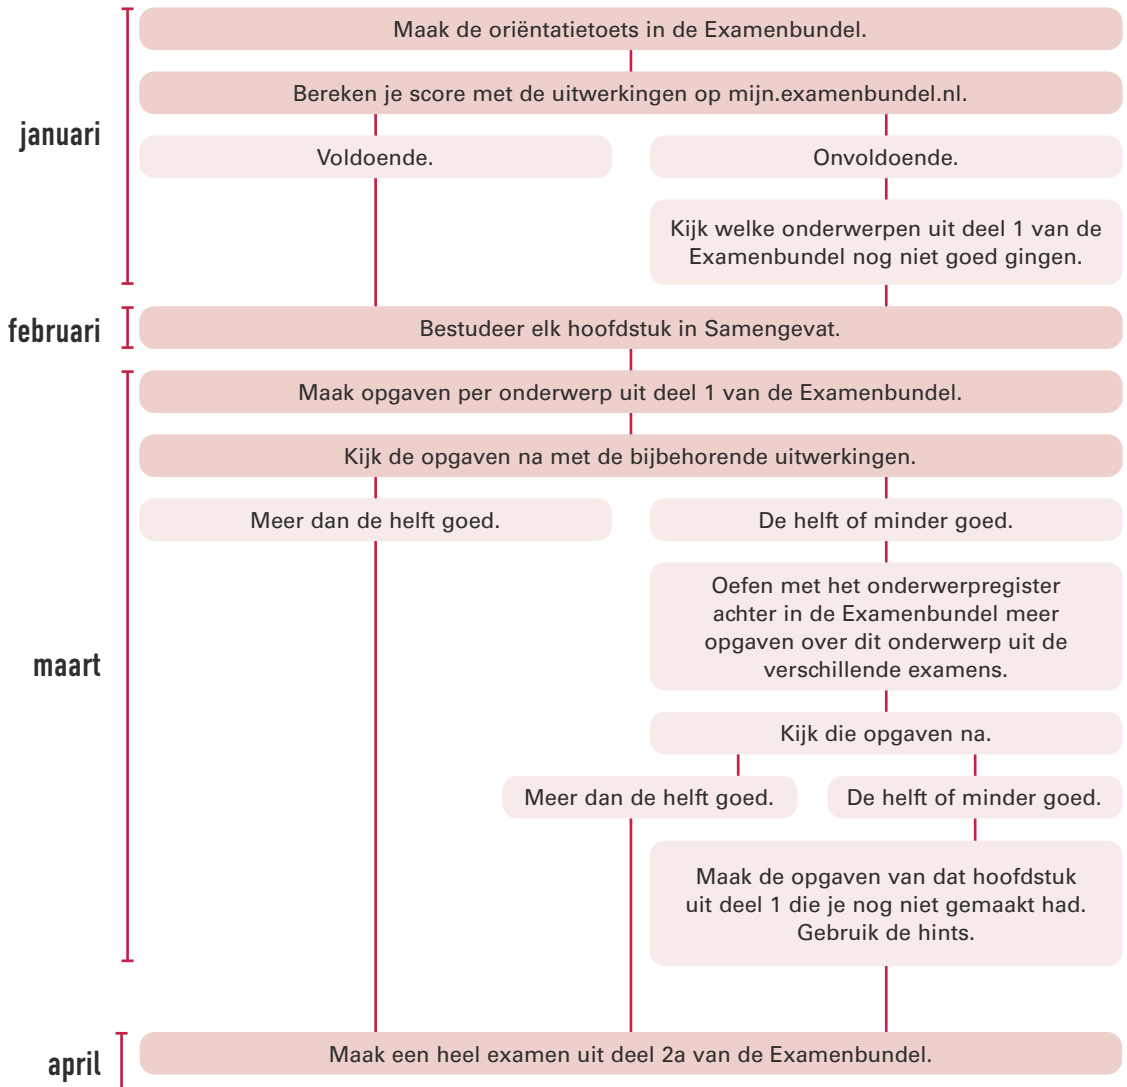 januari
Maak de oriëntatietoets in de Examenbundel.
Bereken je score met de uitwerkingen op mijn.examenbundel.nl.
Voldoende.
Onvoldoende.
Kijk welke onderwerpen uit deel 1 van de
Examenbundel nog niet goed gingen.
februari
Bestudeer elk hoofdstuk in Samengevat.
maart
Maak opgaven per onderwerp uit deel 1 van de Examenbundel.
Kijk de opgaven na met de bijbehorende uitwerkingen.
Meer dan de helft goed.
De helft of minder goed.
Oefen met het onderwerpregister
achter in de Examenbundel meer
opgaven over dit onderwerp uit de
verschillende examens.
Kijk die opgaven na.
Meer dan de helft goed.
De helft of minder goed.
Maak de opgaven van dat hoofdstuk
uit deel 1 die je nog niet gemaakt had.
Gebruik de hints.
april
Maak een heel examen uit deel 2a van de Examenbundel.